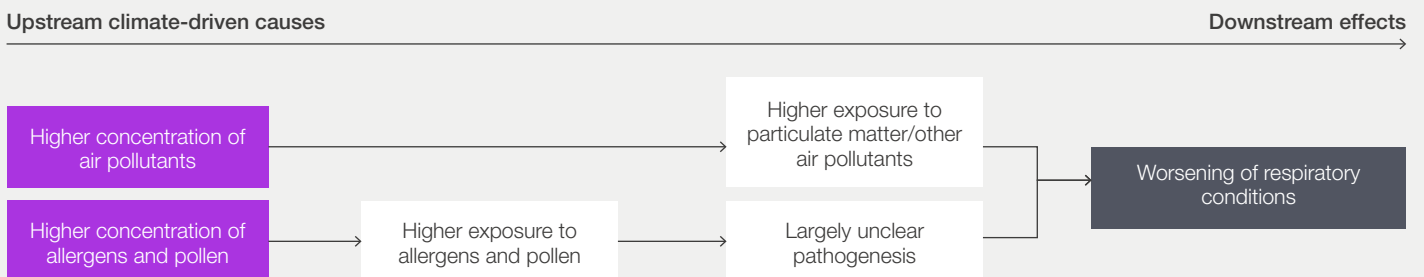 Upstream climate-driven causes
Downstream effects
Higher concentration of
air pollutants
Higher exposure to
particulate matter/other
air pollutants
Worsening of respiratory
conditions
Higher concentration of
allergens and pollen
Higher exposure to
allergens and pollen
Largely unclear
pathogenesis